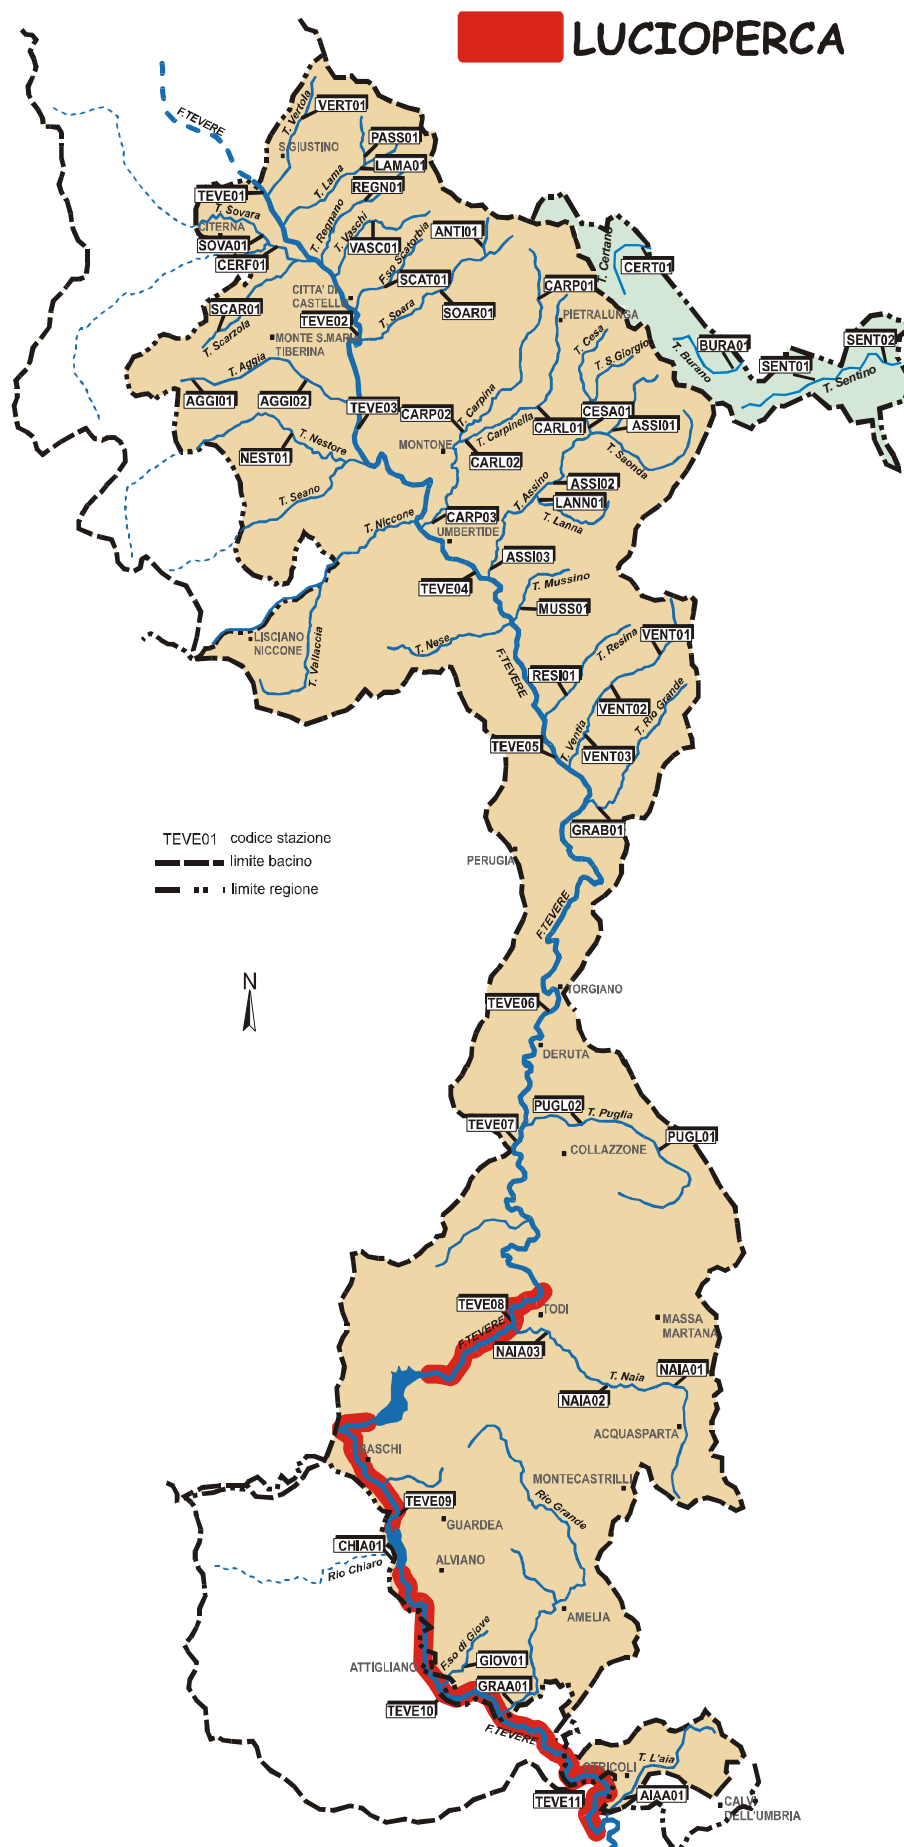 LUCIOPERCA
F.TEVERE
T. Vertola
VERT01
S.GIUSTINO
PASS01
LAMA01
T. Lama
REGN01
TEVE01
T. Sovara
CITERNA
SOVA01
CERF01
T. Regnano
T. Vaschi
VASC01
F.so Scatorbia
ANTI01
SCAT01
CITTA' DI
CASTELLO
T. Soara
SOAR01
CARP01
T. Certano
CERT01
SCAR01
T. Scarzola
TEVE02
MONTE S.MARIA
TIBERINA
PIETRALUNGA
T. Cesa
T. S.Giorgio
BURA01
T. Burano
SENT01
SENT02
T. Sentino
T. Aggia
AGGI01
AGGI02
TEVE03
CARP02
T. Carpina
T. Carpinella
CARL01
CESA01
ASSI01
NEST01
T. Nestore
MONTONE
CARL02
T. Saonda
T. Seano
T. Assino
ASSI02
LANN01
T. Lanna
T. Niccone
CARP03
UMBERTIDE
ASSI03
TEVE04
T. Mussino
MUSS01
LISCIANO
NICCONE
T. Vallaccia
T. Nese
F.TEVERE
T. Resina
VENT01
RESI01
VENT02
T. Rio Grande
TEVE05
T. Ventia
VENT03
GRAB01
TEVE01 codice stazione
limite bacino
limite regione
PERUGIA
F.TEVERE
N
TEVE06
TORGIANO
DERUTA
PUGL02
T. Puglia
TEVE07
PUGL01
COLLAZZONE
TEVE08
TODI
F.TEVERE
MASSA
MARTANA
NAIA03
T. Naia
NAIA01
NAIA02
ACQUASPARTA
BASCHI
MONTECASTRILLI
TEVE09
Rio Grande
GUARDEA
CHIA01
Rio Chiaro
ALVIANO
AMELIA
F.so di Giove
ATTIGLIANO
GIOV01
GRAA01
TEVE10
F.TEVERE
OTRICOLI
T. L'aia
TEVE11
AIAA01
CALVI
DELL'UMBRIA